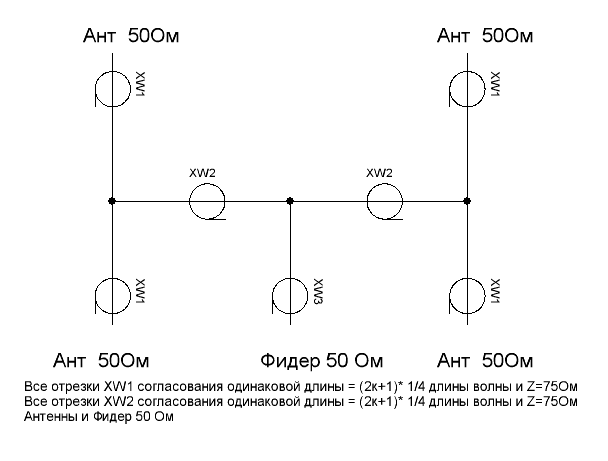 Ант 50Ом
Ант 50Ом
XW1
XW1
XW2
XW2
XW1
XW3
XW1
Ант 50Ом
Фидер 50 Ом
Ант 50Ом
Все отрезки XW1 согласования одинаковой длины = (2к+1)* 1/4 длины волны и Z=75Ом
Все отрезки XW2 согласования одинаковой длины = (2к+1)* 1/4 длины волны и Z=75Ом
Антенны и Фидер 50 Ом